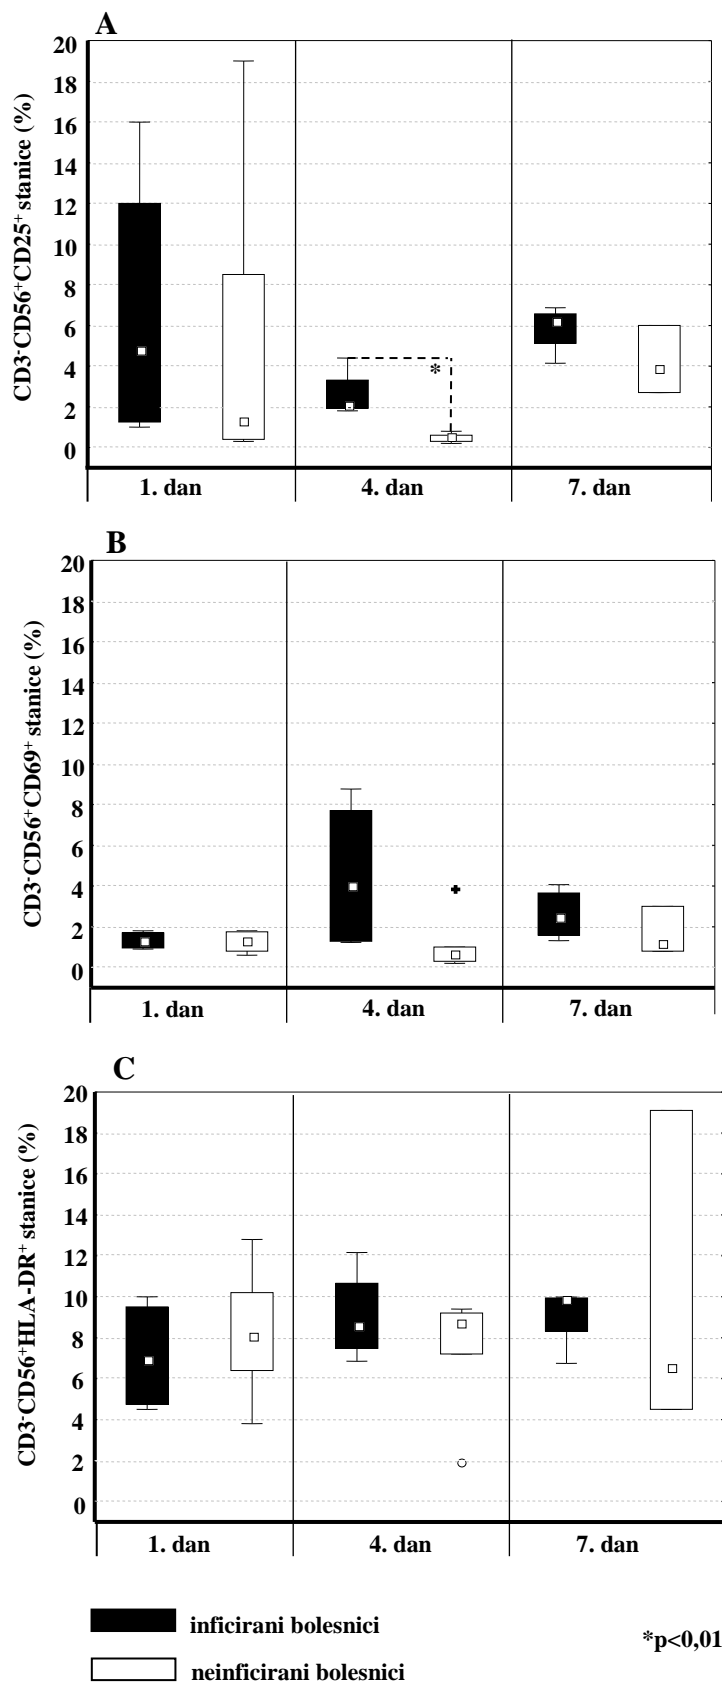 A
CD3⁻CD56⁺CD25⁺ stanice (%)
20
18
16
14
12
10
8
6
4
2
0
*
1. dan 4. dan 7. dan
B
CD3⁻CD56⁺CD69⁺ stanice (%)
20
18
16
14
12
10
8
6
4
2
0
1. dan 4. dan 7. dan
C
CD3⁻CD56⁺HLA-DR⁺ stanice (%)
20
18
16
14
12
10
8
6
4
2
0
1. dan 4. dan 7. dan
inficirani bolesnici
*p<0,01
neinficirani bolesnici